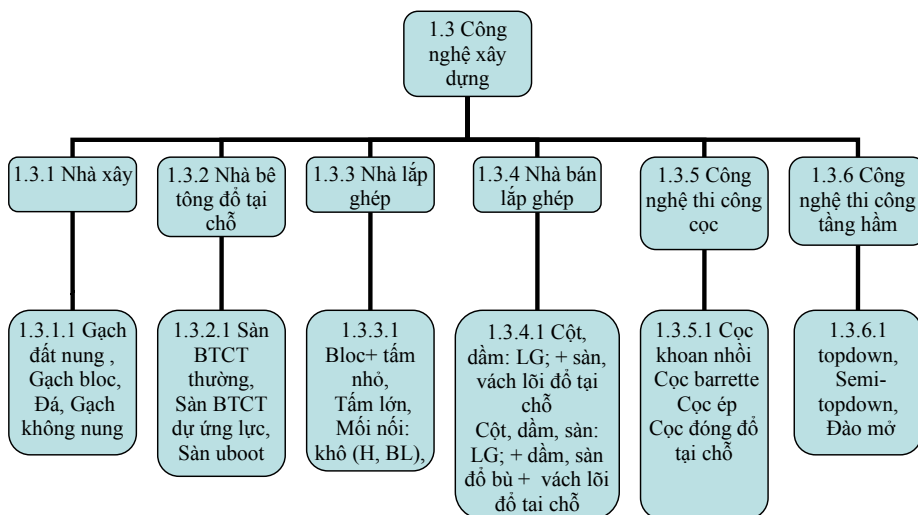 1.3 Công
nghệ xây
dựng
1.3.1 Nhà xây
1.3.2 Nhà bê
tông đổ tại
chỗ
1.3.3 Nhà lắp
ghép
1.3.4 Nhà bán
lắp ghép
1.3.5 Công
nghệ thi công
cọc
1.3.6 Công
nghệ thi công
tầng hầm
1.3.1.1 Gạch
đất nung ,
Gạch bloc,
Đá, Gạch
không nung
1.3.2.1 Sàn
BTCT
thường,
Sàn BTCT
dự ứng lực,
Sàn uboot
1.3.3.1
Bloc+ tấm
nhỏ,
Tấm lớn,
Mối nối:
khô (H, BL),
1.3.4.1 Cột,
dầm: LG; + sàn,
vách lõi đổ tại
chỗ
Cột, dầm, sàn:
LG; + dầm, sàn
đổ bù + vách lõi
đổ tai chỗ
1.3.5.1 Cọc
khoan nhồi
Cọc barrette
Cọc ép
Cọc đóng đổ
tại chỗ
1.3.6.1
topdown,
Semi-
topdown,
Đào mở